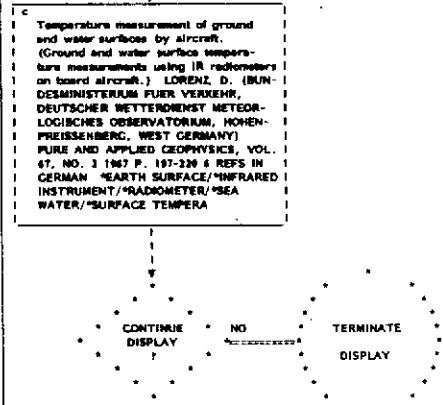 c
Temperature measurement of ground
and water surfaces by aircraft.
(Ground and water surface tempera-
ture measurements using IR radiometers
on board aircraft.) LORENZ, D. (BUN-
DESMINISTERIUM FUER VERKEHR,
DEUTSCHER WETTERDIENST METEOR-
LOGISCHES OBSERVATORIUM, HOHEN-
PREISSENBERG, WEST GERMANY)
PURE AND APPLIED GEOPHYSICS, VOL.
67, NO. 2 1967 P. 197-220 6 REFS IN
GERMAN *EARTH SURFACE/*INFRARED
INSTRUMENT/*RADIOMETER/*SEA
WATER/*SURFACE TEMPERA
CONTINUE
DISPLAY
?
NO
TERMINATE
DISPLAY